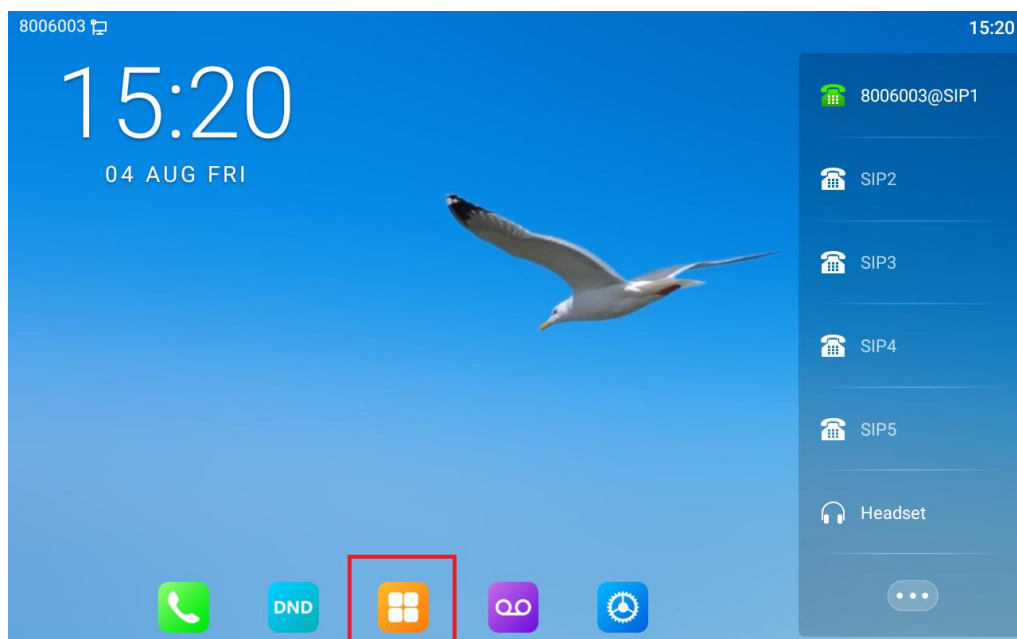 8006003
15:20
15:20
04 AUG FRI
8006003@SIP1
SIP2
SIP3
SIP4
SIP5
Headset
DND